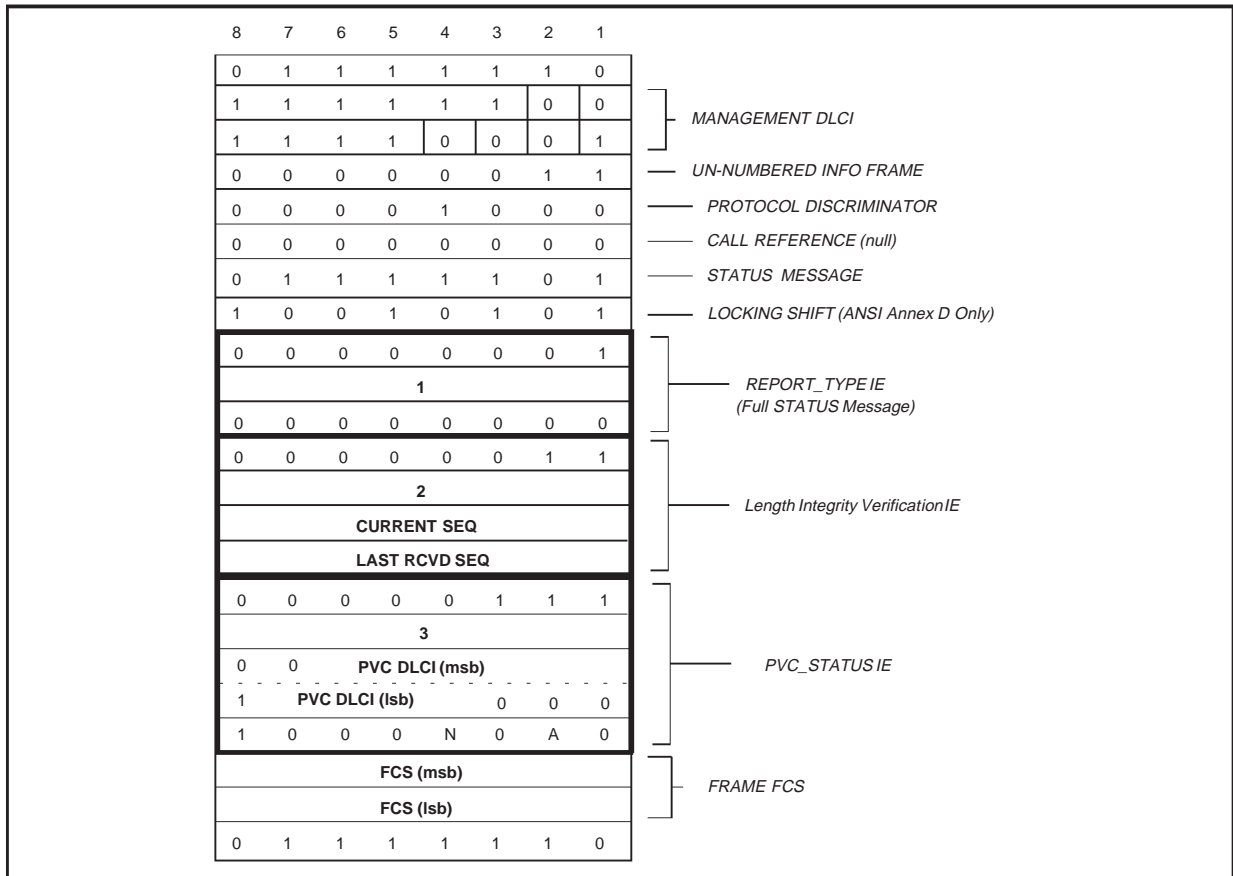 8 7 6 5 4 3 2 1
0 1 1 1 1 1 1 0
1 1 1 1 1 1 0 0
MANAGEMENT DLCI
1 1 1 1 0 0 0 1
0 0 0 0 0 0 1 1 UN-NUMBERED INFO FRAME
0 0 0 0 1 0 0 0 PROTOCOL DISCRIMINATOR
0 0 0 0 0 0 0 0 CALL REFERENCE (null)
0 1 1 1 1 1 0 1 STATUS MESSAGE
1 0 0 1 0 1 0 1 LOCKING SHIFT (ANSI Annex D Only)
0 0 0 0 0 0 0 1
1 REPORT_TYPE IE
(Full STATUS Message)
0 0 0 0 0 0 0 0
0 0 0 0 0 0 1 1
2
Length Integrity Verification IE
CURRENT SEQ
LAST RCVD SEQ
0 0 0 0 0 1 1 1
3
0 0 PVC DLCI (msb) PVC_STATUS IE
1 PVC DLCI (lsb) 0 0 0
1 0 0 0 N 0 A 0
FCS (msb)
FRAME FCS
FCS (lsb)
0 1 1 1 1 1 1 0